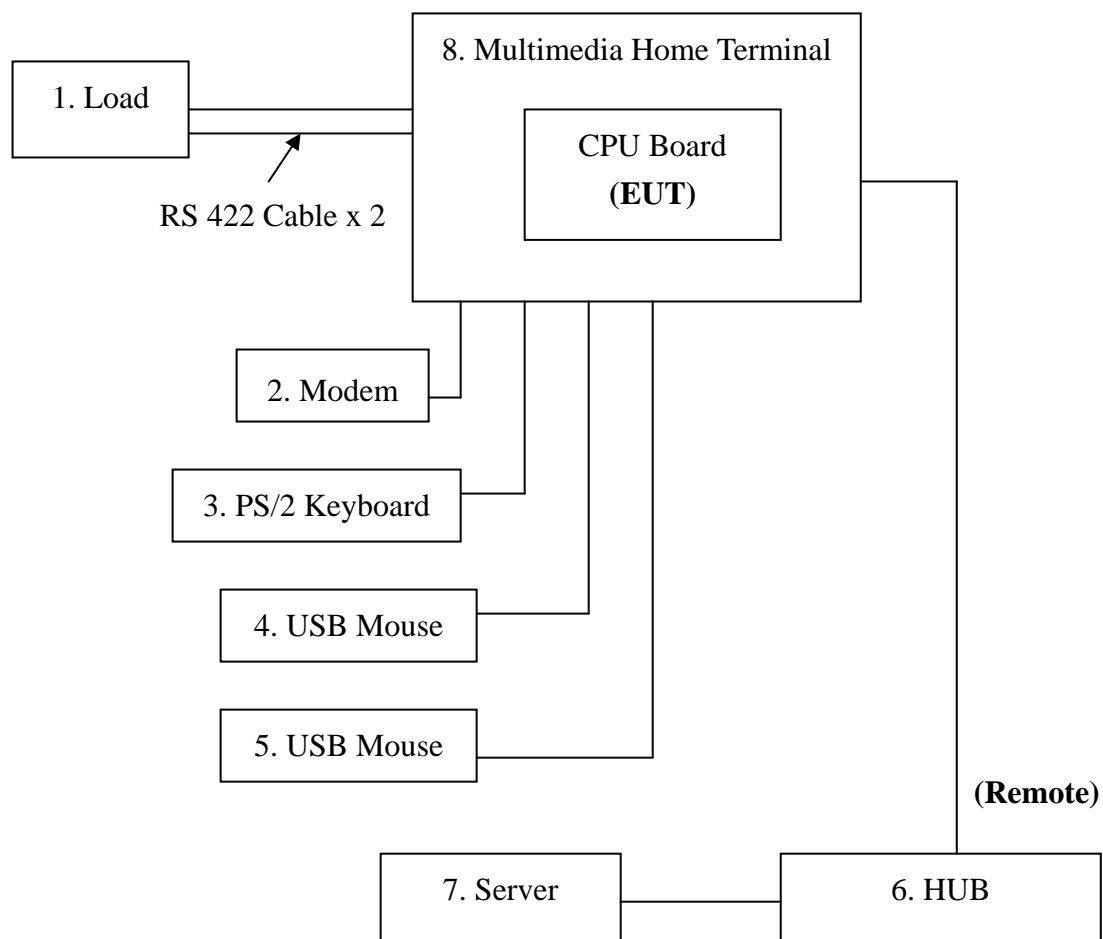 8. Multimedia Home Terminal
1. Load
CPU Board
(EUT)
RS 422 Cable x 2
2. Modem
3. PS/2 Keyboard
4. USB Mouse
5. USB Mouse
(Remote)
7. Server
6. HUB